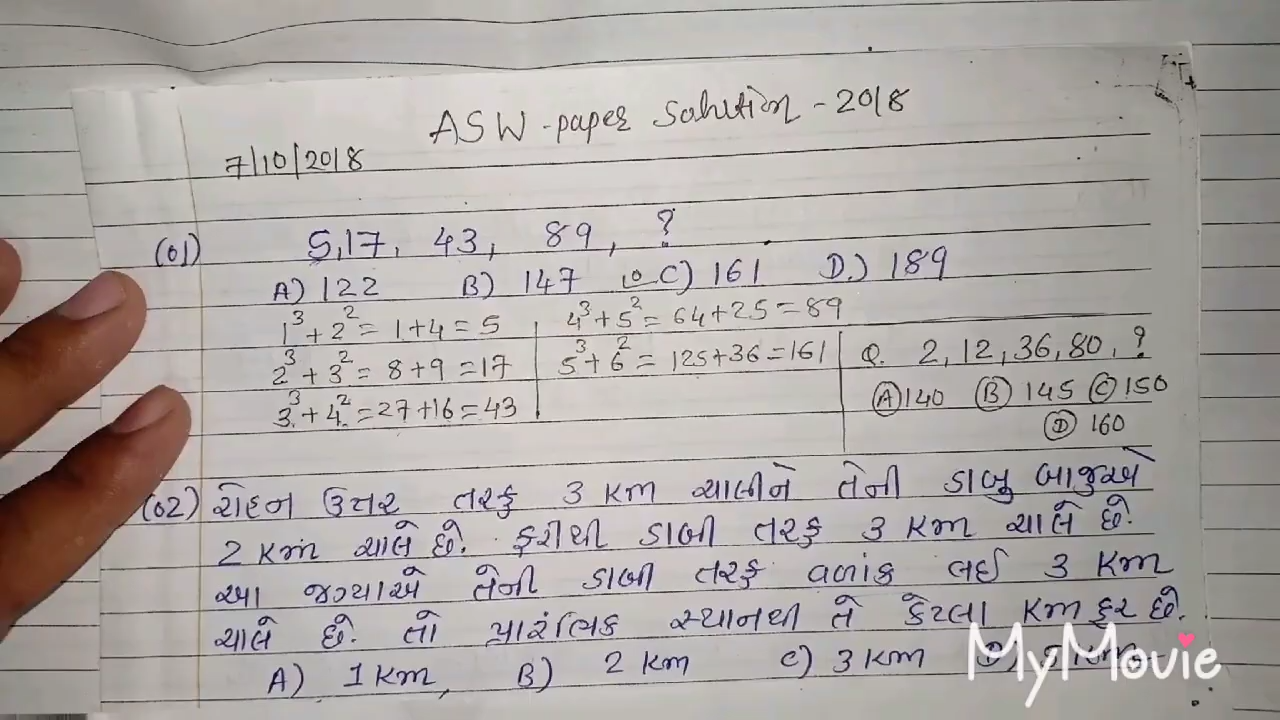 ASW - paper Solution - 2018
7/10/2018
(01) 5,17, 43, 89, ?
A) 122 B) 147 C) 161 D.) 189
1³ + 2² = 1+4 = 5 4³ + 5² = 64+25 = 89
2³ + 3² = 8+9 = 17 5³ + 6² = 125+36 = 161 Q. 2, 12, 36, 80, ?
3³ + 4² = 27+16 = 43 Ⓐ 140 Ⓑ 145 Ⓒ 150
Ⓓ 160
(02) રોહન ઉત્તર તરફ 3 KM ચાલીને તેની ડાબુ બાજુએ
2 KM ચાલે છે. ફરીથી ડાબી તરફ 3 KM ચાલે છે.
આ જગ્યાએ તેની ડાબી તરફ વળાંક લઈ 3 KM
ચાલે છે. તો પ્રારંભિક સ્થાનથી તે કેટલા KM દુર છે.
A) 1 KM, B) 2 KM C) 3 KM
MyMovie